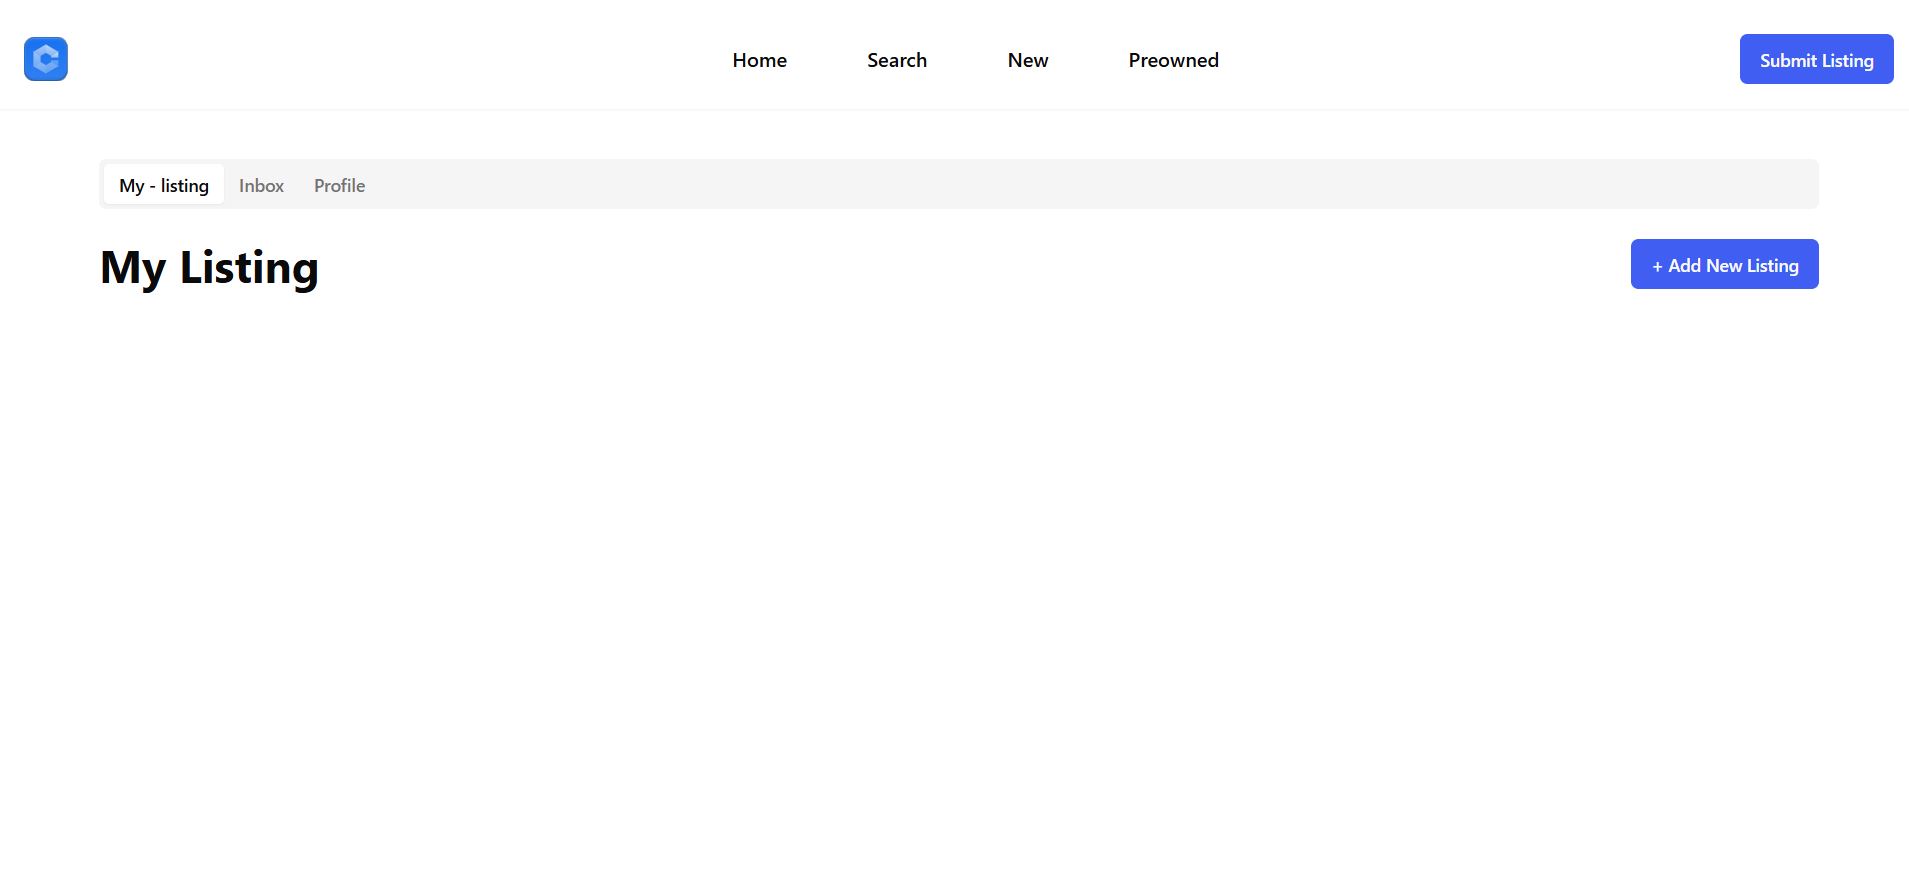 Home Search New Preowned Submit Listing
My - listing Inbox Profile
My Listing + Add New Listing